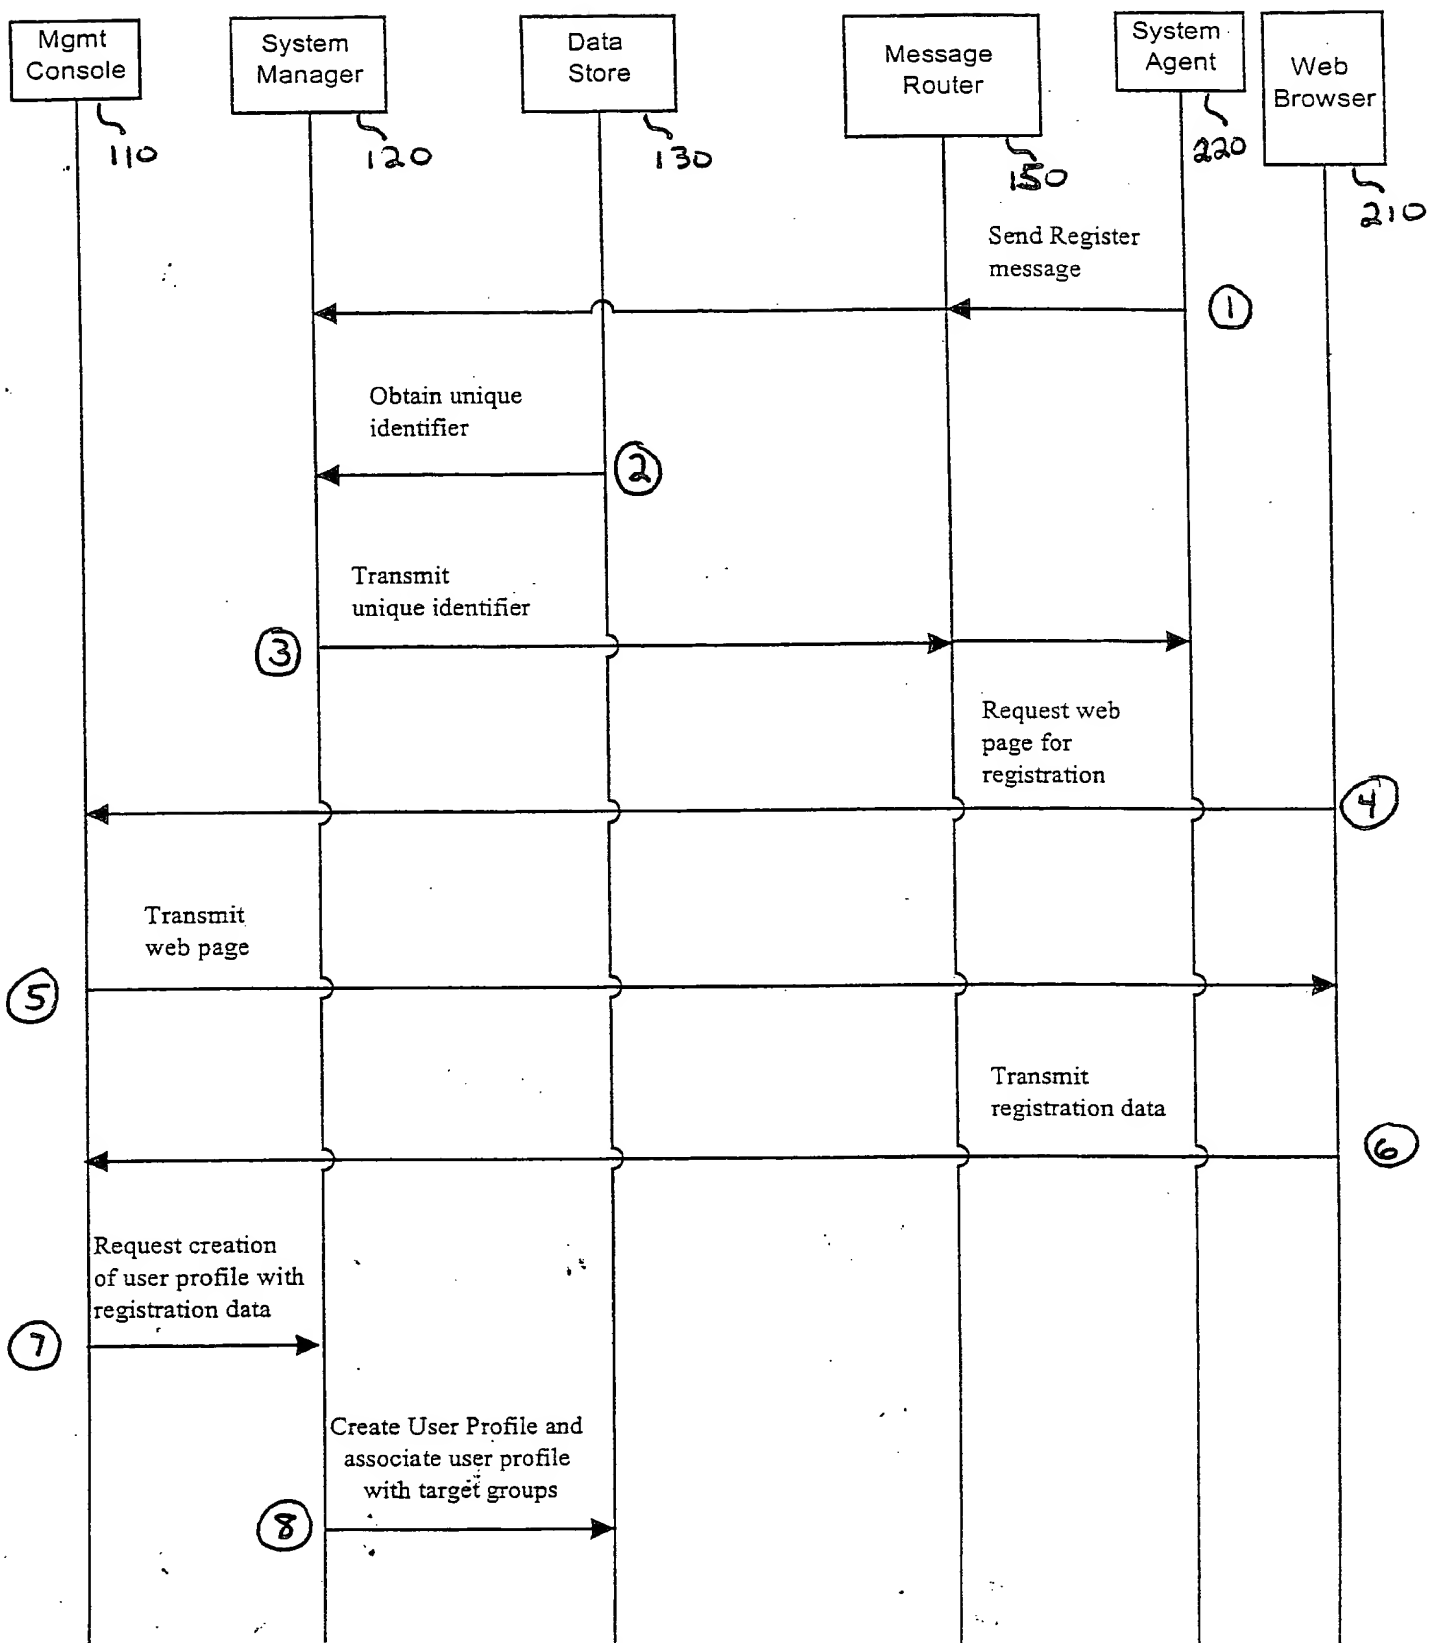 Mgmt
Console
System
Manager
Data
Store
Message
Router
System
Agent
Web
Browser
110
120
130
150
220
210
Send Register
message
1
Obtain unique
identifier
2
Transmit
unique identifier
3
Request web
page for
registration
4
Transmit
web page
5
Transmit
registration data
6
Request creation
of user profile with
registration data
7
Create User Profile and
associate user profile
with target groups
8